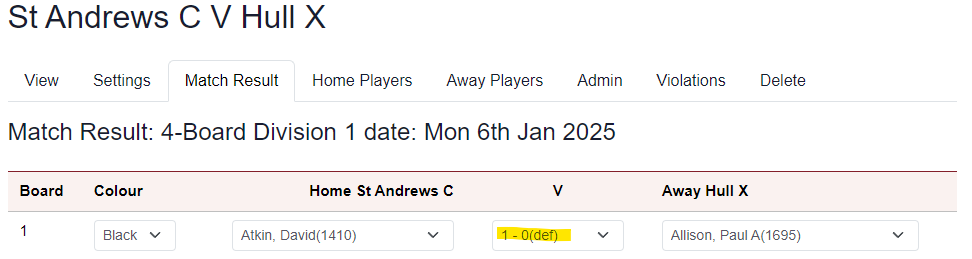 St Andrews C V Hull X
View Settings Match Result Home Players Away Players Admin Violations Delete
Match Result: 4-Board Division 1 date: Mon 6th Jan 2025
Board Colour Home St Andrews C V Away Hull X
1 Black Atkin, David(1410) 1 - 0(def) Allison, Paul A(1695)